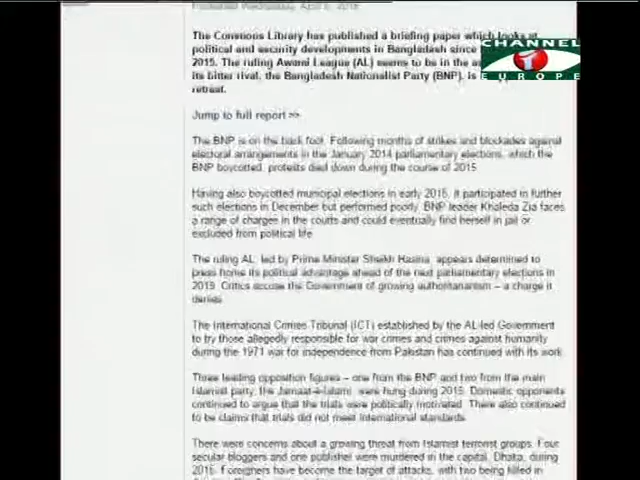 Published Wednesday, April 6, 2016
The Commons Library has published a briefing paper which looks at
political and security developments in Bangladesh since
2015. The ruling Awami League (AL) seems to be in the
its bitter rival, the Bangladesh Nationalist Party (BNP), is
retreat.
CHANNEL
i
EUROPE
Jump to full report >>
The BNP is on the back foot. Following months of strikes and blockades against
electoral arrangements in the January 2014 parliamentary elections, which the
BNP boycotted, protests died down during the course of 2015.
Having also boycotted municipal elections in early 2015, it participated in further
such elections in December but performed poorly. BNP leader Khaleda Zia faces
a range of charges in the courts and could eventually find herself in jail or
excluded from political life.
The ruling AL, led by Prime Minister Sheikh Hasina, appears determined to
press home its political advantage ahead of the next parliamentary elections in
2019. Critics accuse the Government of growing authoritarianism – a charge it
denies.
The International Crimes Tribunal (ICT) established by the AL-led Government
to try those allegedly responsible for war crimes and crimes against humanity
during the 1971 war for independence from Pakistan has continued with its work.
Three leading opposition figures – one from the BNP and two from the main
Islamist party, the Jamaat-e-Islami, were hung during 2015. Domestic opponents
continued to argue that the trials were politically motivated. There also continued
to be claims that trials did not meet international standards.
There were concerns about a growing threat from Islamist terrorist groups. Four
secular bloggers and one publisher were murdered in the capital, Dhaka, during
2015. Foreigners have become the target of attacks, with two being killed in